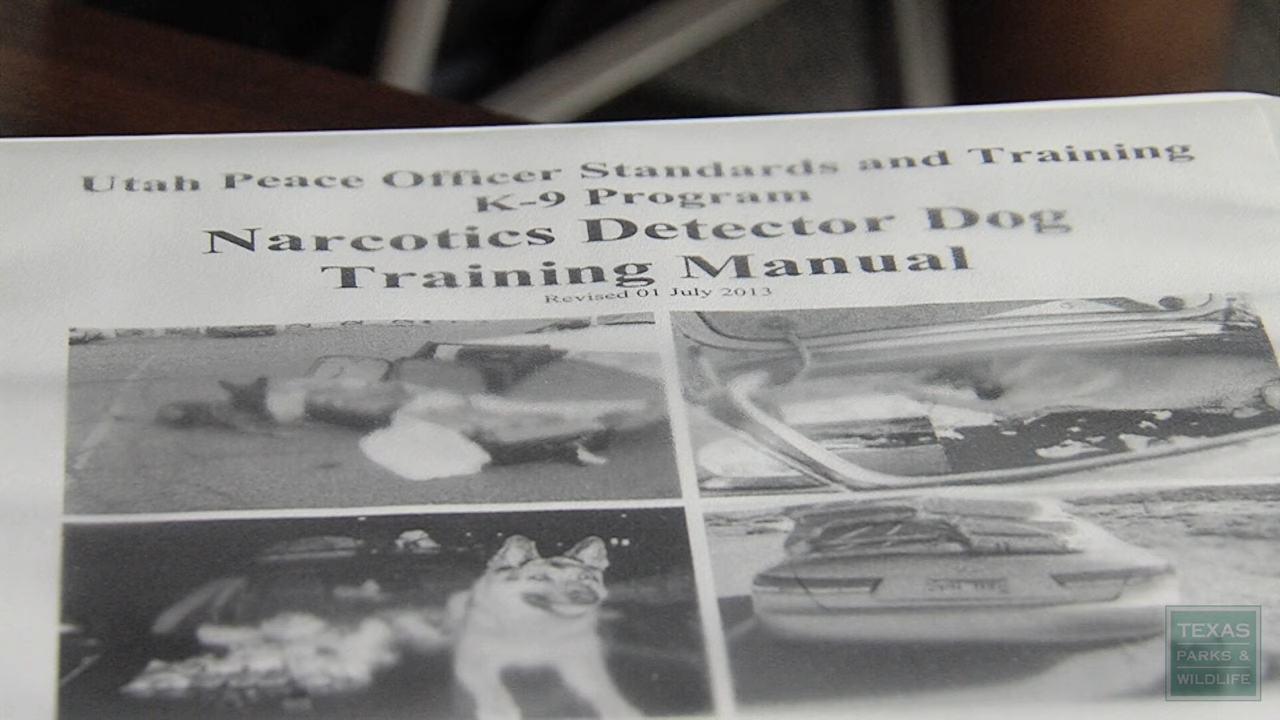 Utah Peace Officer Standards and Training
K-9 Program
Narcotics Detector Dog
Training Manual
Revised 01 July 2013
TEXAS
PARKS &
WILDLIFE